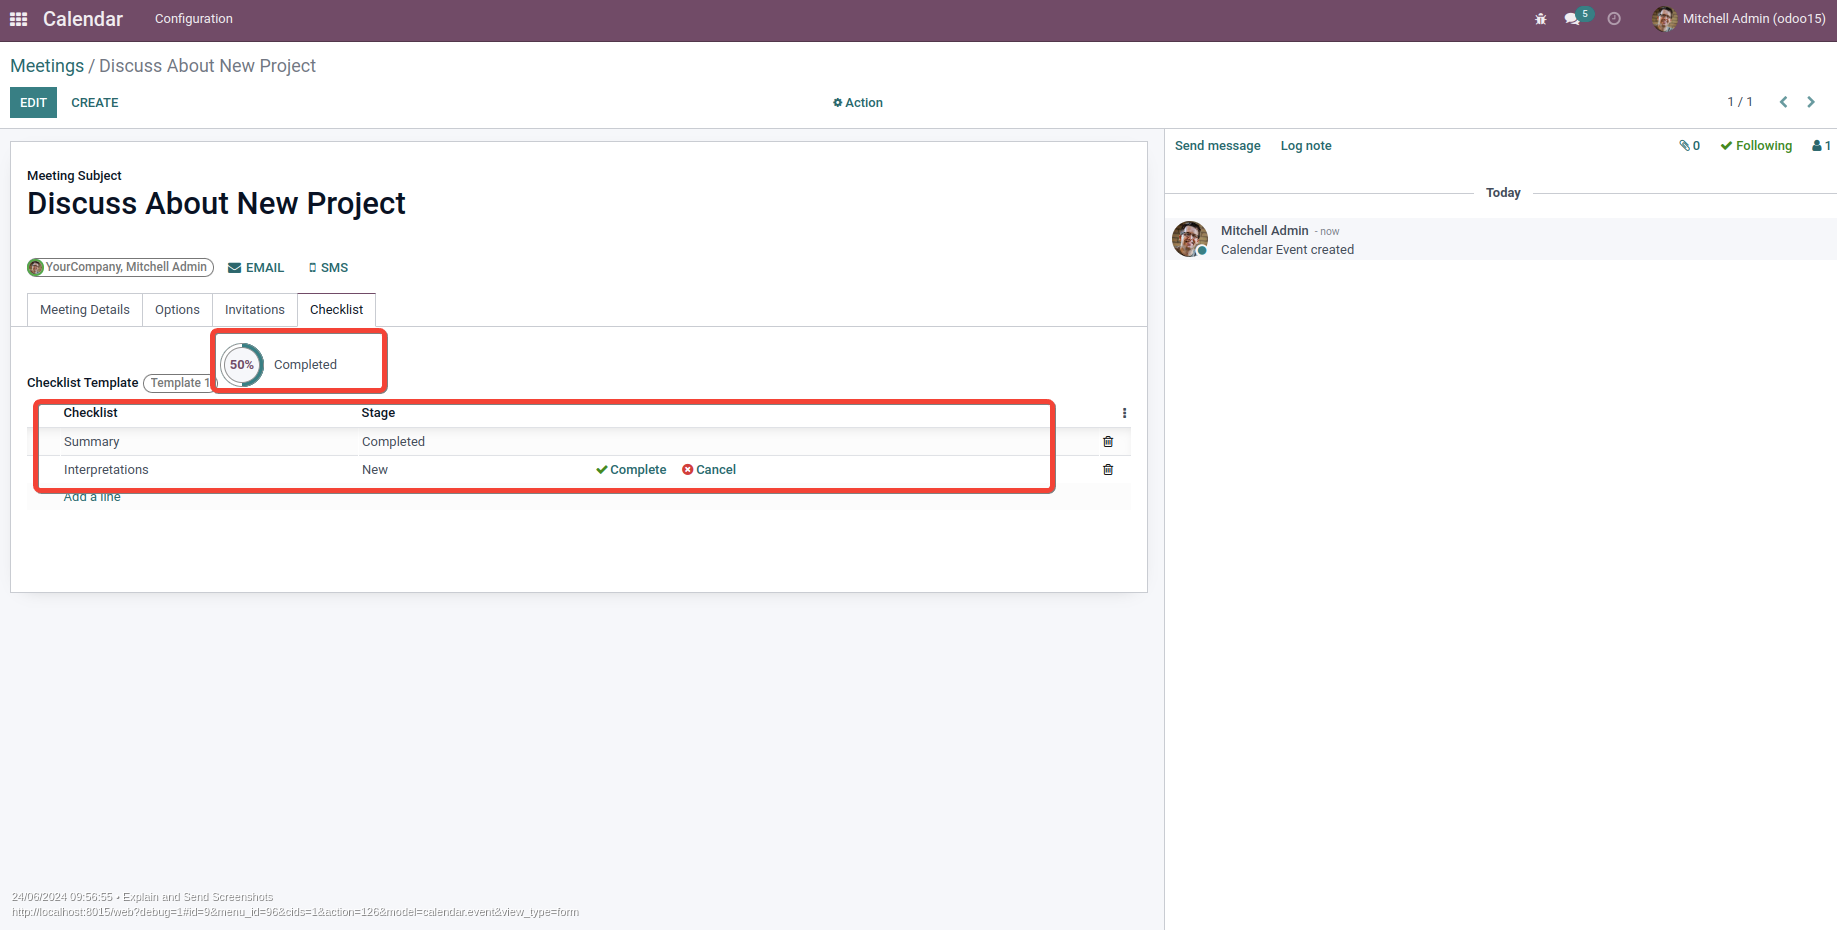 Calendar Configuration 5 Mitchell Admin (odoo15)
Meetings / Discuss About New Project
EDIT CREATE Action 1 / 1
Send message Log note 0 Following 1
Today
Mitchell Admin - now
Calendar Event created
Meeting Subject
Discuss About New Project
YourCompany, Mitchell Admin EMAIL SMS
Meeting Details Options Invitations Checklist
50% Completed
Checklist Template Template 1
Checklist Stage
Summary Completed
Interpretations New Complete Cancel
Add a line
24/06/2024 09:56:55 • Explain and Send Screenshots
http://localhost:8015/web?debug=1#id=9&menu_id=96&cids=1&action=126&model=calendar.event&view_type=form